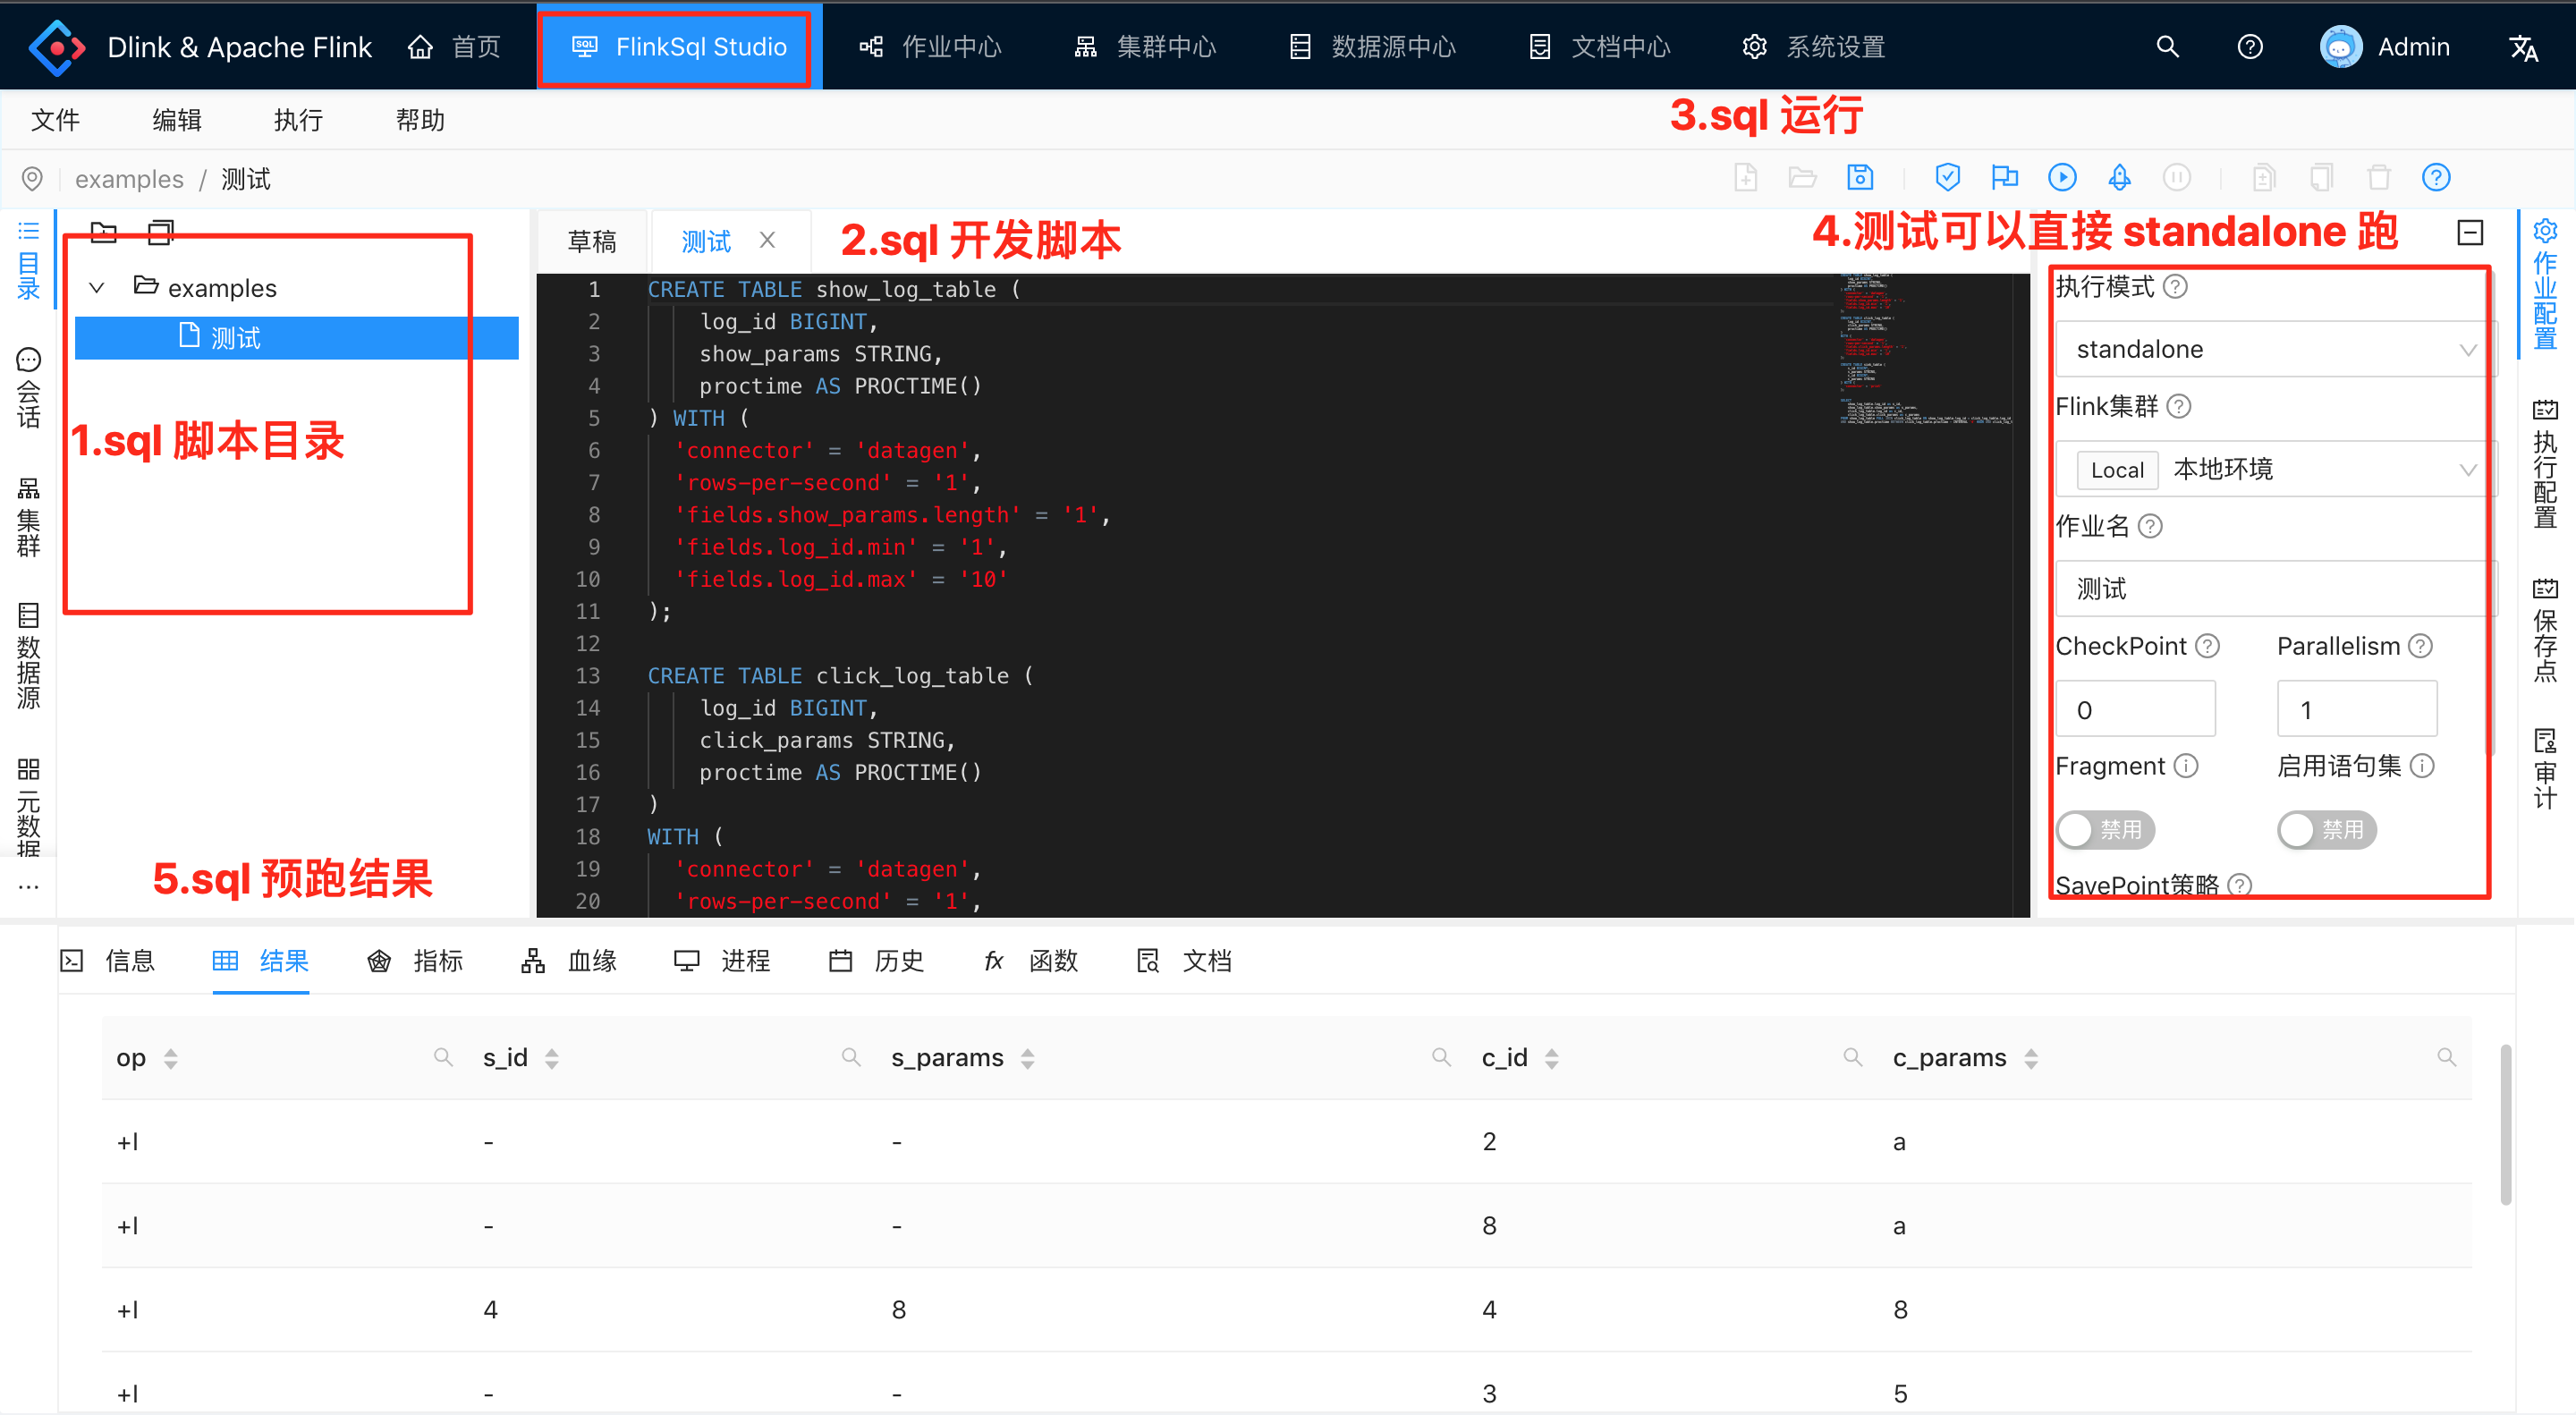 Dlink & Apache Flink 首页 FlinkSql Studio 作业中心 集群中心 数据源中心 文档中心 系统设置 Admin
文件 编辑 执行 帮助
3.sql 运行
examples / 测试
目录
会话
集群
数据源
元数据
...
examples
测试
1.sql 脚本目录
5.sql 预跑结果
草稿 测试
2.sql 开发脚本
1 CREATE TABLE show_log_table (
2 log_id BIGINT,
3 show_params STRING,
4 proctime AS PROCTIME()
5 ) WITH (
6 'connector' = 'datagen',
7 'rows-per-second' = '1',
8 'fields.show_params.length' = '1',
9 'fields.log_id.min' = '1',
10 'fields.log_id.max' = '10'
11 );
12
13 CREATE TABLE click_log_table (
14 log_id BIGINT,
15 click_params STRING,
16 proctime AS PROCTIME()
17 )
18 WITH (
19 'connector' = 'datagen',
20 'rows-per-second' = '1',
4.测试可以直接 standalone 跑
执行模式
standalone
Flink集群
Local 本地环境
作业名
测试
CheckPoint Parallelism
0 1
Fragment 启用语句集
禁用 禁用
SavePoint策略
作业配置
执行配置
保存点
审计
信息 结果 指标 血缘 进程 历史 函数 文档
op s_id s_params c_id c_params
+I - - 2 a
+I - - 8 a
+I 4 8 4 8
+I - - 3 5